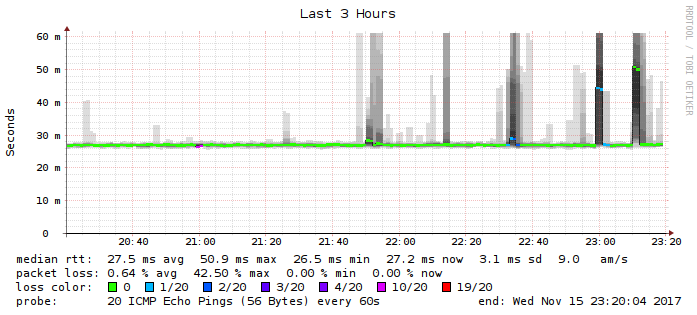 Last 3 Hours
RRDTOOL / TOBI OETIKER
Seconds
60 m
50 m
40 m
30 m
20 m
10 m
0
20:40 21:00 21:20 21:40 22:00 22:20 22:40 23:00 23:20
median rtt: 27.5 ms avg 50.9 ms max 26.5 ms min 27.2 ms now 3.1 ms sd 9.0 am/s
packet loss: 0.64 % avg 42.50 % max 0.00 % min 0.00 % now
loss color: 0 1/20 2/20 3/20 4/20 10/20 19/20
probe: 20 ICMP Echo Pings (56 Bytes) every 60s end: Wed Nov 15 23:20:04 2017